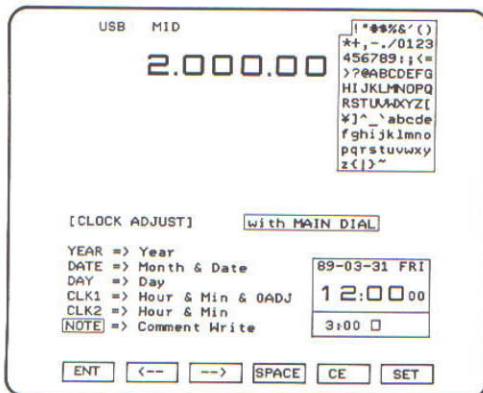 USB MID
2.000.00
!"#$%&'()
*+,-./0123
456789:;<=
>?@ABCDEFG
HIJKLMNOPQ
RSTUVWXYZ[
¥]^_`abcde
fghijklmno
pqrstuvwxy
z{|}~
[CLOCK ADJUST] with MAIN DIAL
YEAR => Year
DATE => Month & Date
DAY => Day
CLK1 => Hour & Min & 0ADJ
CLK2 => Hour & Min
NOTE => Comment Write
89-03-31 FRI
12:00 00
3:00
ENT <-- --> SPACE CE SET